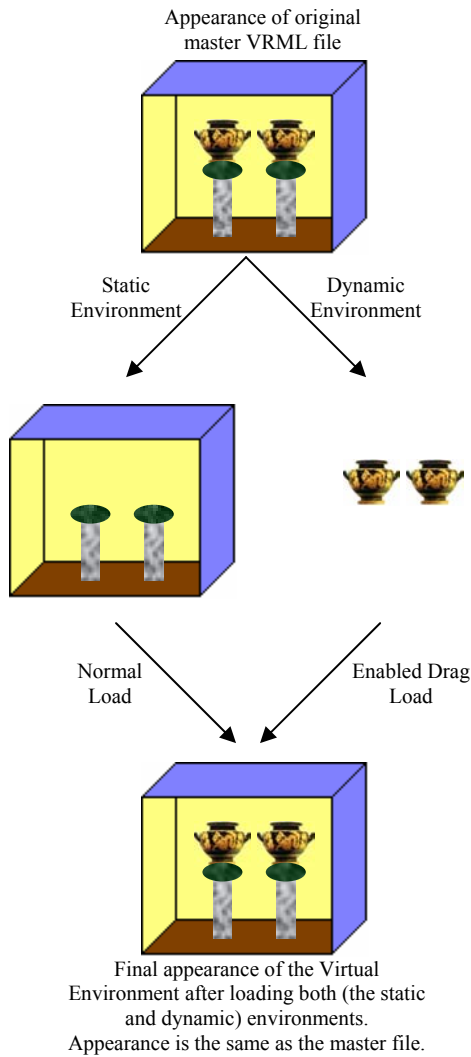 Appearance of original
master VRML file
Static
Environment
Dynamic
Environment
Normal
Load
Enabled Drag
Load
Final appearance of the Virtual
Environment after loading both (the static
and dynamic) environments.
Appearance is the same as the master file.